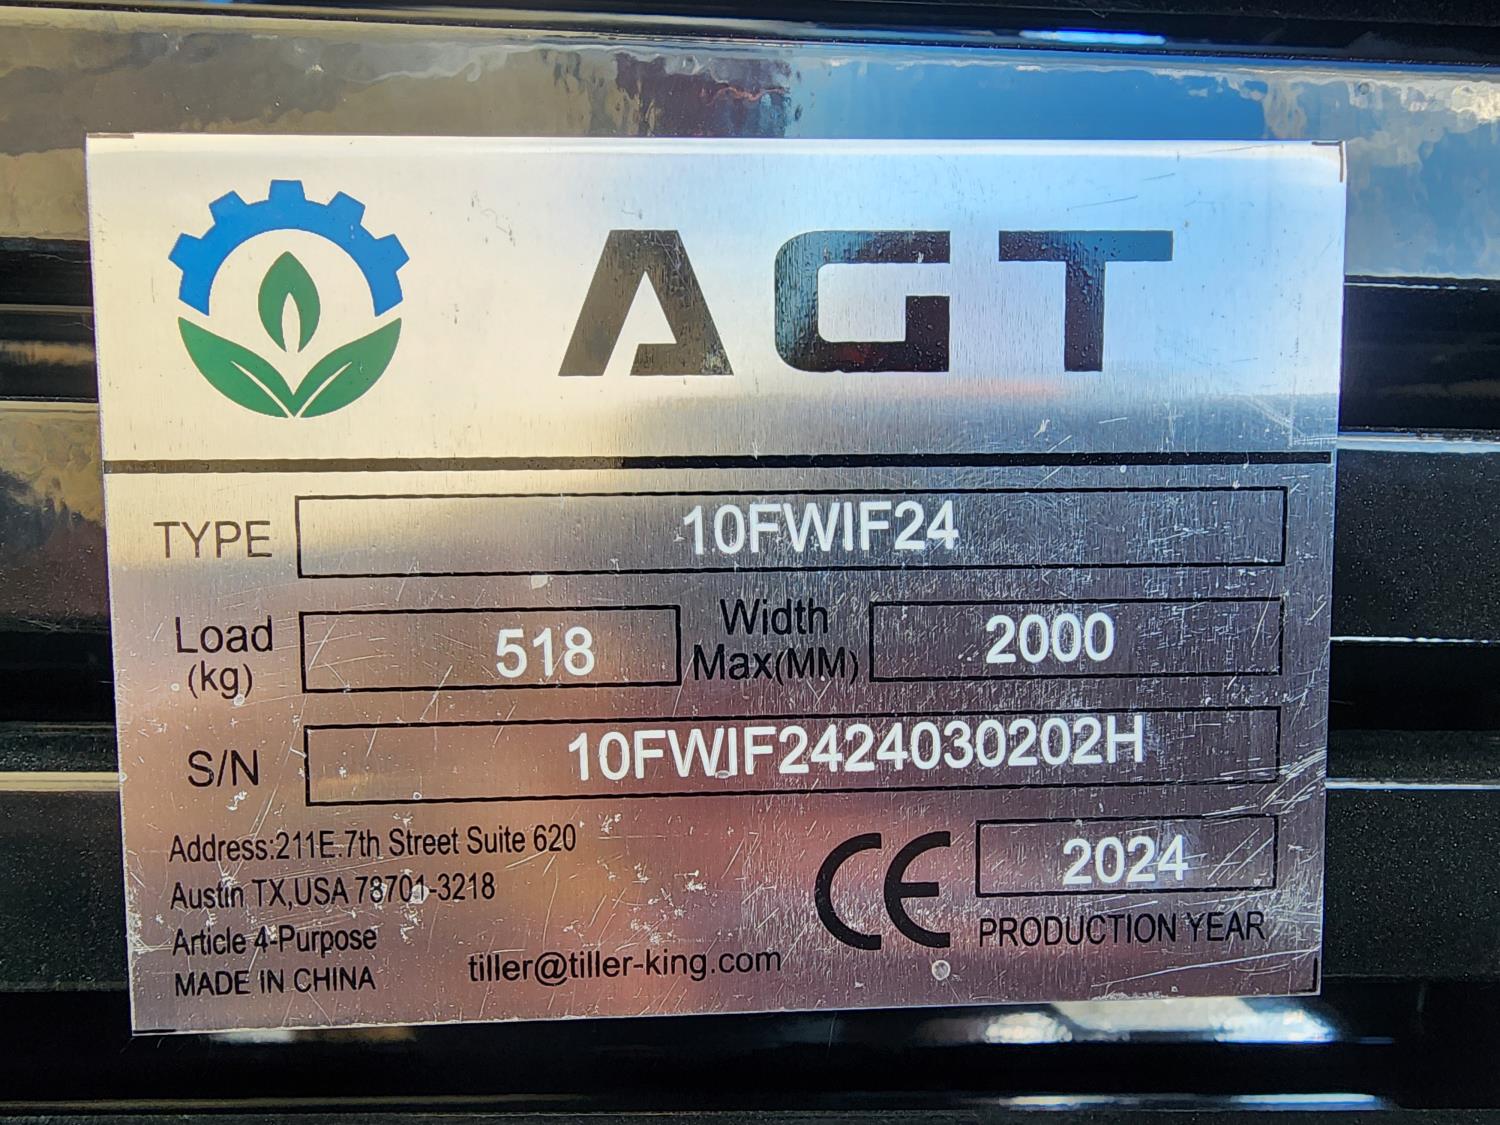 AGT
TYPE 10FWIF24
Load (kg) 518 Width Max(MM) 2000
S/N 10FWIF2424030202H
Address:211E.7th Street Suite 620
Austin TX,USA 78701-3218
Article 4-Purpose
MADE IN CHINA
tiller@tiller-king.com
CE
2024
PRODUCTION YEAR